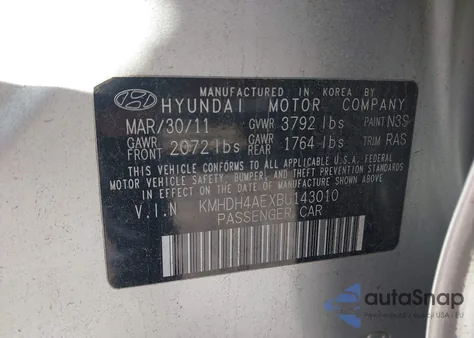 MANUFACTURED IN KOREA BY
HYUNDAI MOTOR COMPANY
MAR/30/11 GVWR 3792 lbs PAINT N3S
GAWR FRONT 2072 lbs GAWR REAR 1764 lbs TRIM RAS
THIS VEHICLE CONFORMS TO ALL APPLICABLE U.S.A. FEDERAL
MOTOR VEHICLE SAFETY BUMPER, AND THEFT PREVENTION STANDARDS
IN EFFECT ON THE DATE OF MANUFACTURE SHOWN ABOVE.
V.I.N KMHDH4AEXBU143010
PASSENGER CAR
autoSnap